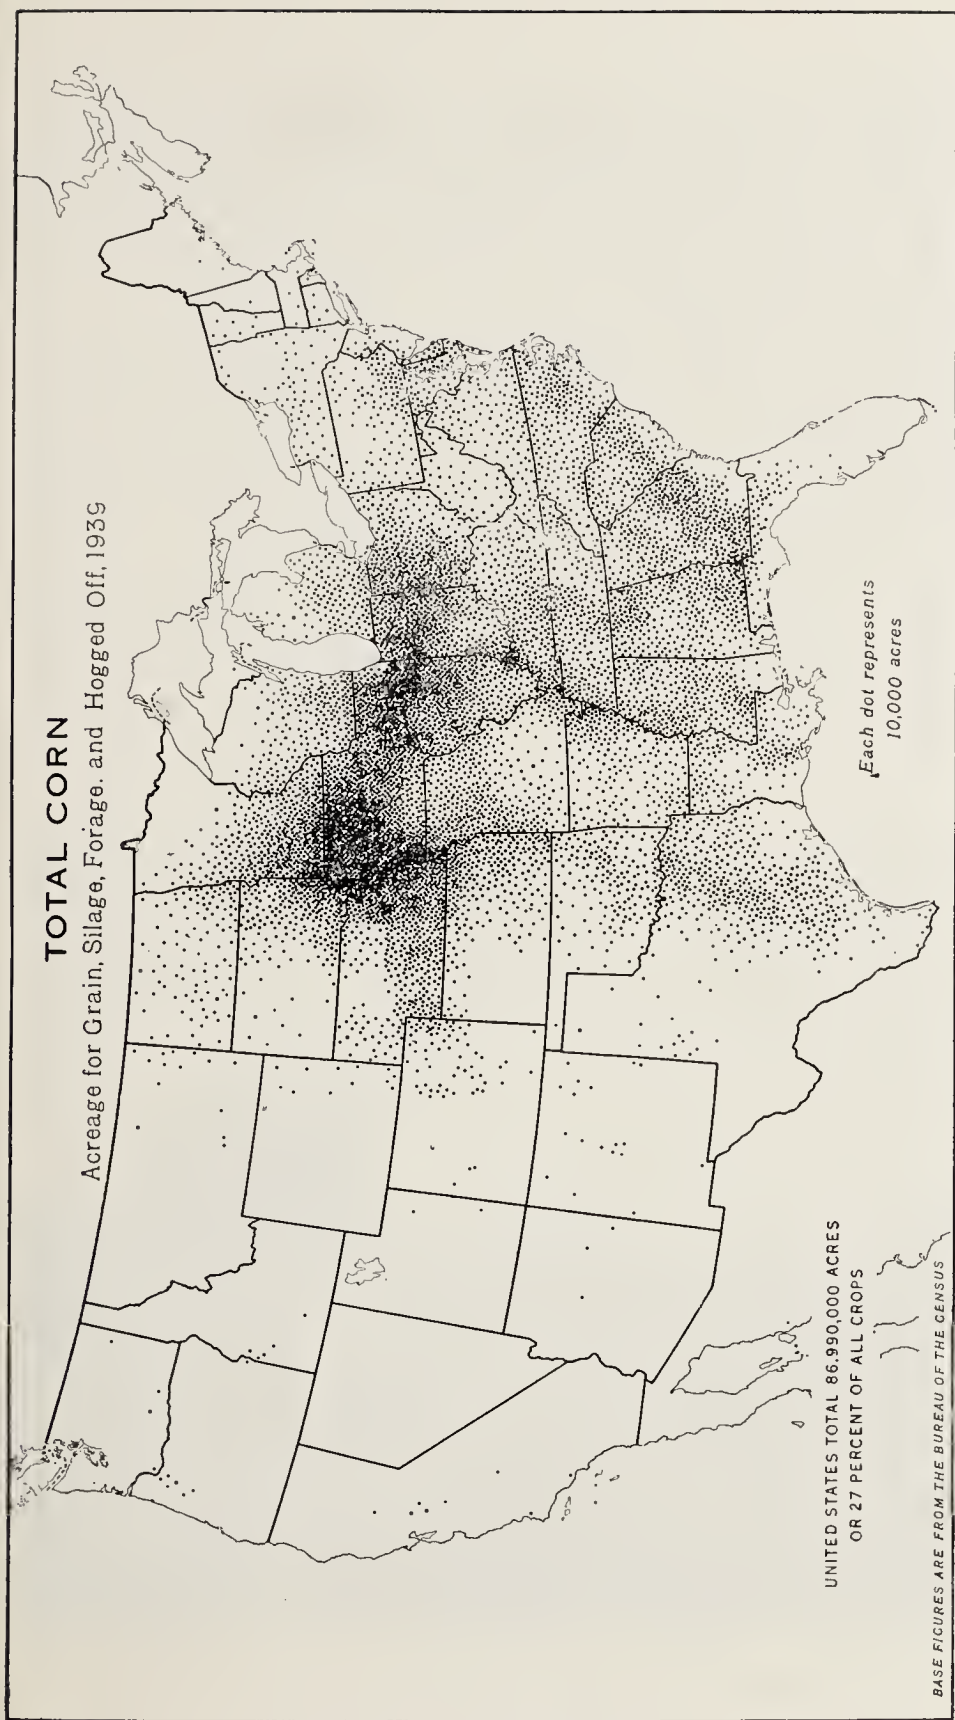 TOTAL CORN
Acreage for Grain, Silage, Forage, and Hogged Off, 1939
Each dot represents
10,000 acres
UNITED STATES TOTAL 86,990,000 ACRES
OR 27 PERCENT OF ALL CROPS
BASE FIGURES ARE FROM THE BUREAU OF THE CENSUS